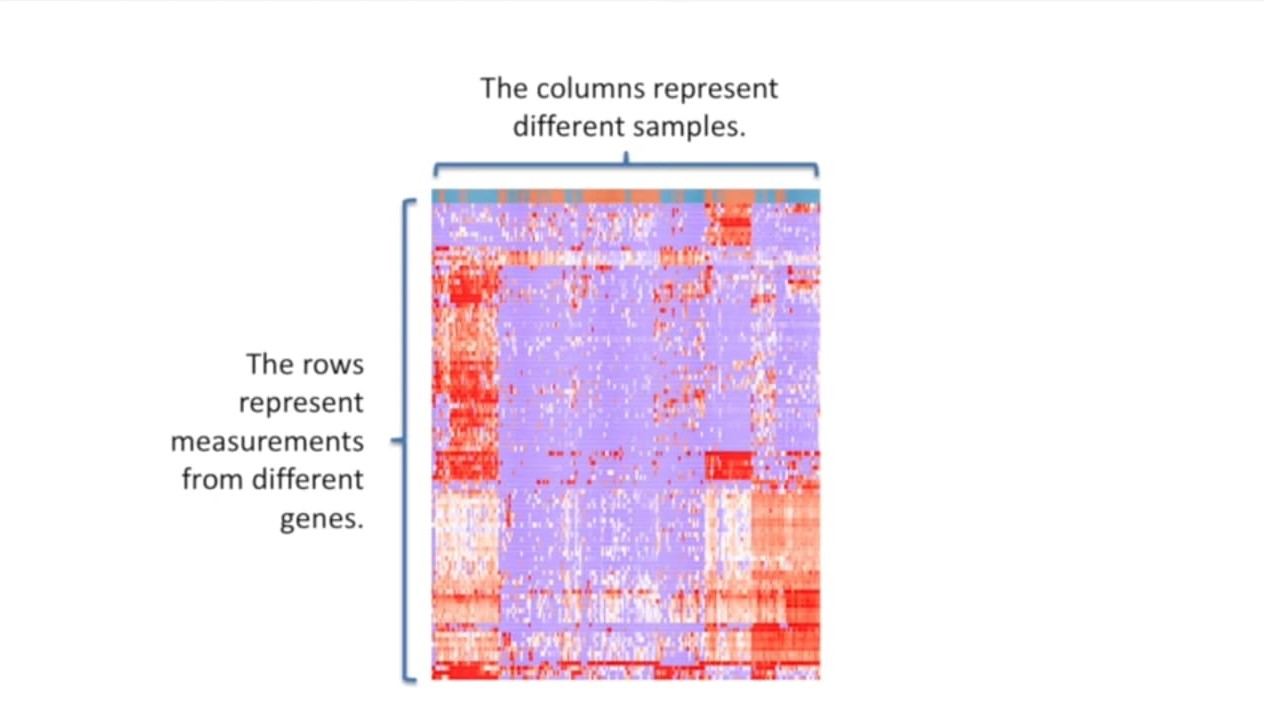 The columns represent
different samples.
The rows
represent
measurements
from different
genes.